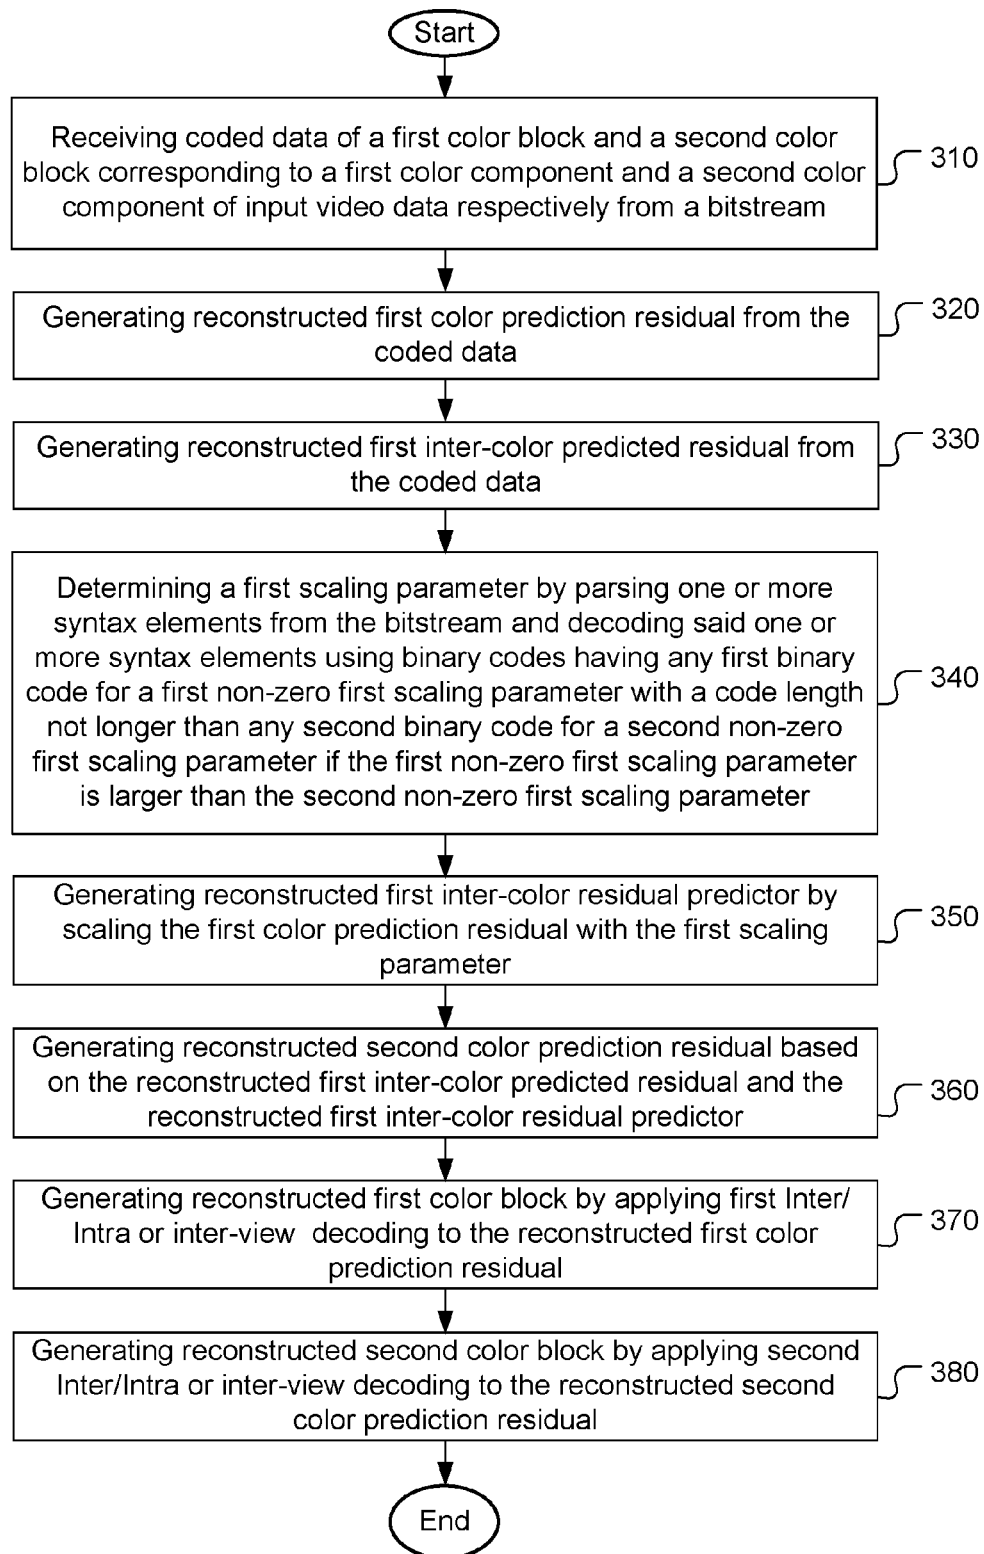 Start
Receiving coded data of a first color block and a second color
block corresponding to a first color component and a second color
component of input video data respectively from a bitstream
310
Generating reconstructed first color prediction residual from the
coded data
320
Generating reconstructed first inter-color predicted residual from
the coded data
330
Determining a first scaling parameter by parsing one or more
syntax elements from the bitstream and decoding said one or
more syntax elements using binary codes having any first binary
code for a first non-zero first scaling parameter with a code length
not longer than any second binary code for a second non-zero
first scaling parameter if the first non-zero first scaling parameter
is larger than the second non-zero first scaling parameter
340
Generating reconstructed first inter-color residual predictor by
scaling the first color prediction residual with the first scaling
parameter
350
Generating reconstructed second color prediction residual based
on the reconstructed first inter-color predicted residual and the
reconstructed first inter-color residual predictor
360
Generating reconstructed first color block by applying first Inter/
Intra or inter-view decoding to the reconstructed first color
prediction residual
370
Generating reconstructed second color block by applying second
Inter/Intra or inter-view decoding to the reconstructed second
color prediction residual
380
End